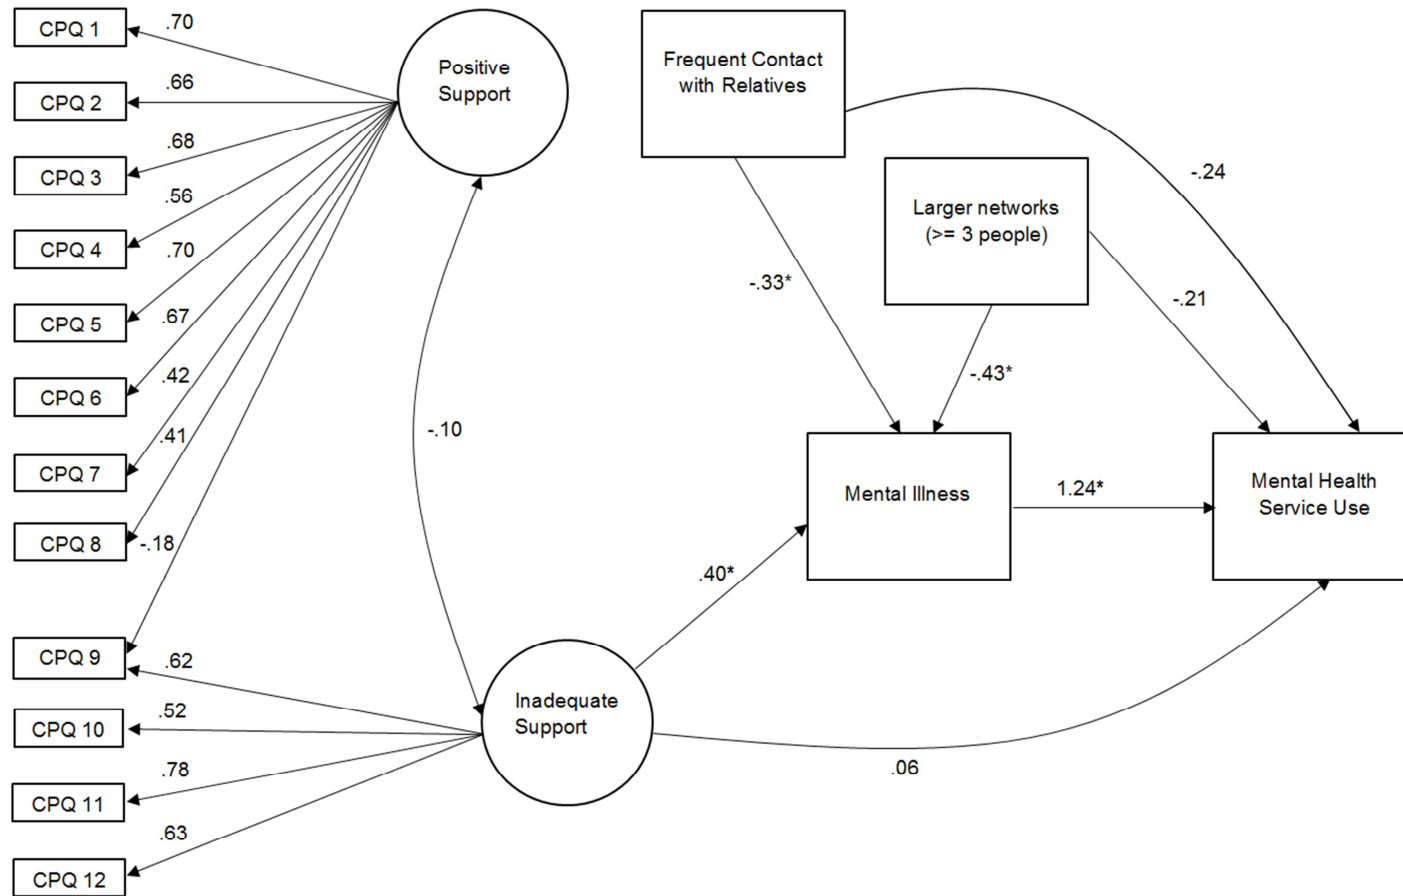 CPQ 1
CPQ 2
CPQ 3
CPQ 4
CPQ 5
CPQ 6
CPQ 7
CPQ 8
CPQ 9
CPQ 10
CPQ 11
CPQ 12
.70
.66
.68
.56
.70
.67
.42
.41
-.18
.62
.52
.78
.63
Positive
Support
-.10
Inadequate
Support
Frequent Contact
with Relatives
Larger networks
(>= 3 people)
-.24
-.21
-.33*
-.43*
.40*
Mental Illness
1.24*
Mental Health
Service Use
.06